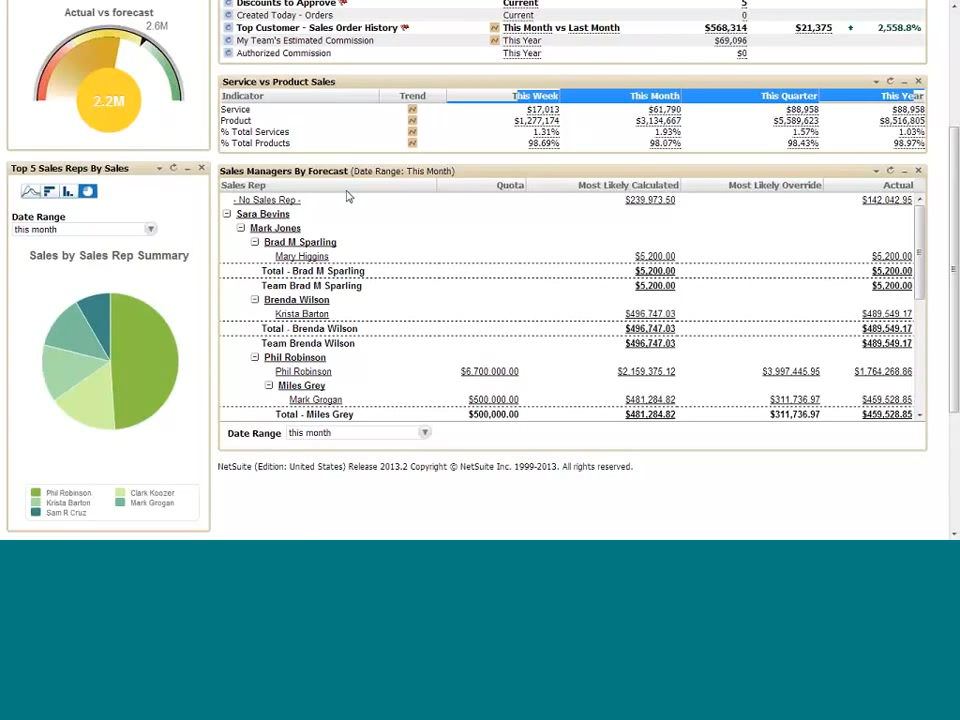 Actual vs forecast
2.6M
2.2M
Discounts to Approve Current 5
Created Today - Orders Current 0
Top Customer - Sales Order History This Month vs Last Month $568,314 $21,375 2,558.8%
My Team's Estimated Commission This Year $69,096
Authorized Commission This Year $0
Service vs Product Sales
Indicator Trend This Week This Month This Quarter This Year
Service $17,013 $61,790 $88,958 $88,958
Product $1,277,174 $3,134,667 $5,589,623 $8,516,805
% Total Services 1.31% 1.93% 1.57% 1.03%
% Total Products 98.69% 98.07% 98.43% 98.97%
Top 5 Sales Reps By Sales
Date Range
this month
Sales by Sales Rep Summary
Phil Robinson Clark Koozer
Krista Barton Mark Grogan
Sam R Cruz
Sales Managers By Forecast (Date Range: This Month)
Sales Rep Quota Most Likely Calculated Most Likely Override Actual
- No Sales Rep - $239,973.50 $142,042.95
Sara Bevins
Mark Jones
Brad M Sparling
Mary Higgins $5,200.00 $5,200.00
Total - Brad M Sparling $5,200.00 $5,200.00
Team Brad M Sparling $5,200.00 $5,200.00
Brenda Wilson
Krista Barton $496,747.03 $489,549.17
Total - Brenda Wilson $496,747.03 $489,549.17
Team Brenda Wilson $496,747.03 $489,549.17
Phil Robinson
Phil Robinson $6,700,000.00 $2,159,375.12 $3,997,445.95 $1,764,268.86
Miles Grey
Mark Grogan $500,000.00 $481,284.82 $311,736.97 $459,528.85
Total - Miles Grey $500,000.00 $481,284.82 $311,736.97 $459,528.85
Date Range this month
NetSuite (Edition: United States) Release 2013.2 Copyright © NetSuite Inc. 1999-2013. All rights reserved.